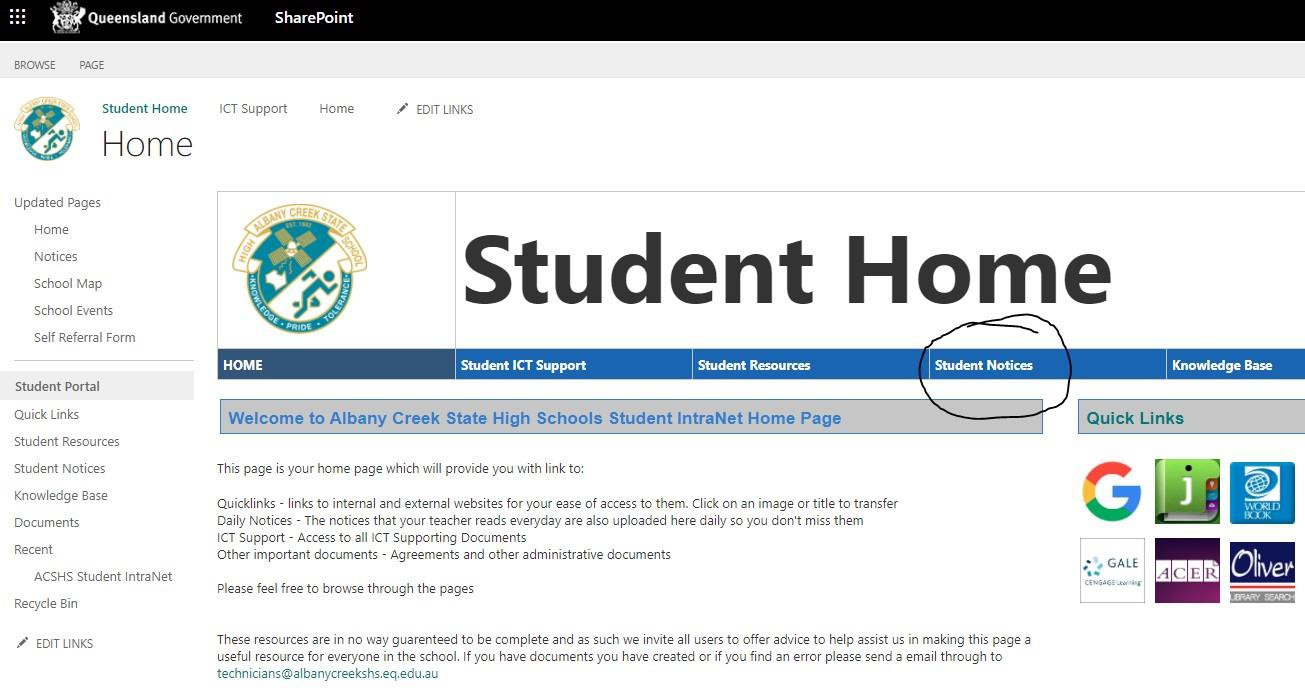 Queensland Government
SharePoint
BROWSE
PAGE
Student Home
ICT Support
Home
EDIT LINKS
Home
Updated Pages
Home
Notices
School Map
School Events
Self Referral Form
Student Portal
Quick Links
Student Resources
Student Notices
Knowledge Base
Documents
Recent
ACSHS Student IntraNet
Recycle Bin
EDIT LINKS
ALBANY CREEK STATE HIGH SCHOOL
KNOWLEDGE • PRIDE • TOLERANCE
Student Home
HOME
Student ICT Support
Student Resources
Student Notices
Knowledge Base
Welcome to Albany Creek State High Schools Student IntraNet Home Page
This page is your home page which will provide you with link to:
Quicklinks - links to internal and external websites for your ease of access to them. Click on an image or title to transfer
Daily Notices - The notices that your teacher reads everyday are also uploaded here daily so you don't miss them
ICT Support - Access to all ICT Supporting Documents
Other important documents - Agreements and other administrative documents
Please feel free to browse through the pages
These resources are in no way guarenteed to be complete and as such we invite all users to offer advice to help assist us in making this page a
useful resource for everyone in the school. If you have documents you have created or if you find an error please send a email through to
technicians@albanycreekshs.eq.edu.au
Quick Links
G
j
WORLD
BOOK
GALE
CENGAGE Learning
ACER
Oliver
LIBRARY SEARCH